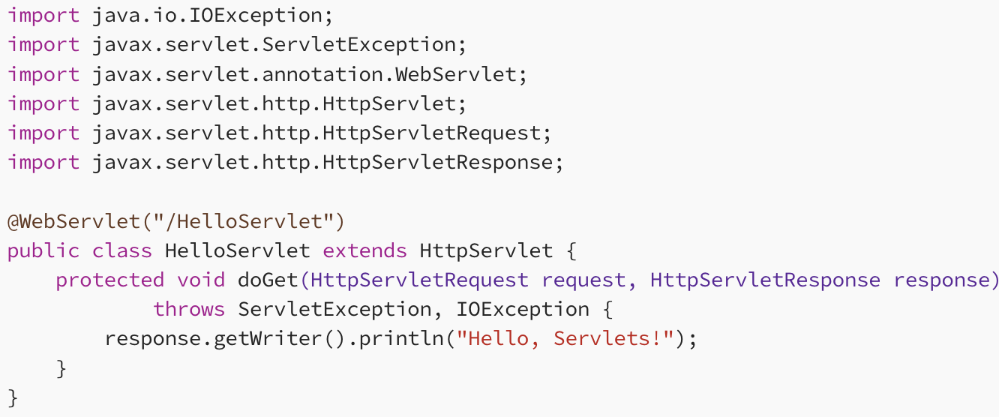 import java.io.IOException;
import javax.servlet.ServletException;
import javax.servlet.annotation.WebServlet;
import javax.servlet.http.HttpServlet;
import javax.servlet.http.HttpServletRequest;
import javax.servlet.http.HttpServletResponse;

@WebServlet("/HelloServlet")
public class HelloServlet extends HttpServlet {
    protected void doGet(HttpServletRequest request, HttpServletResponse response)
            throws ServletException, IOException {
        response.getWriter().println("Hello, Servlets!");
    }
}